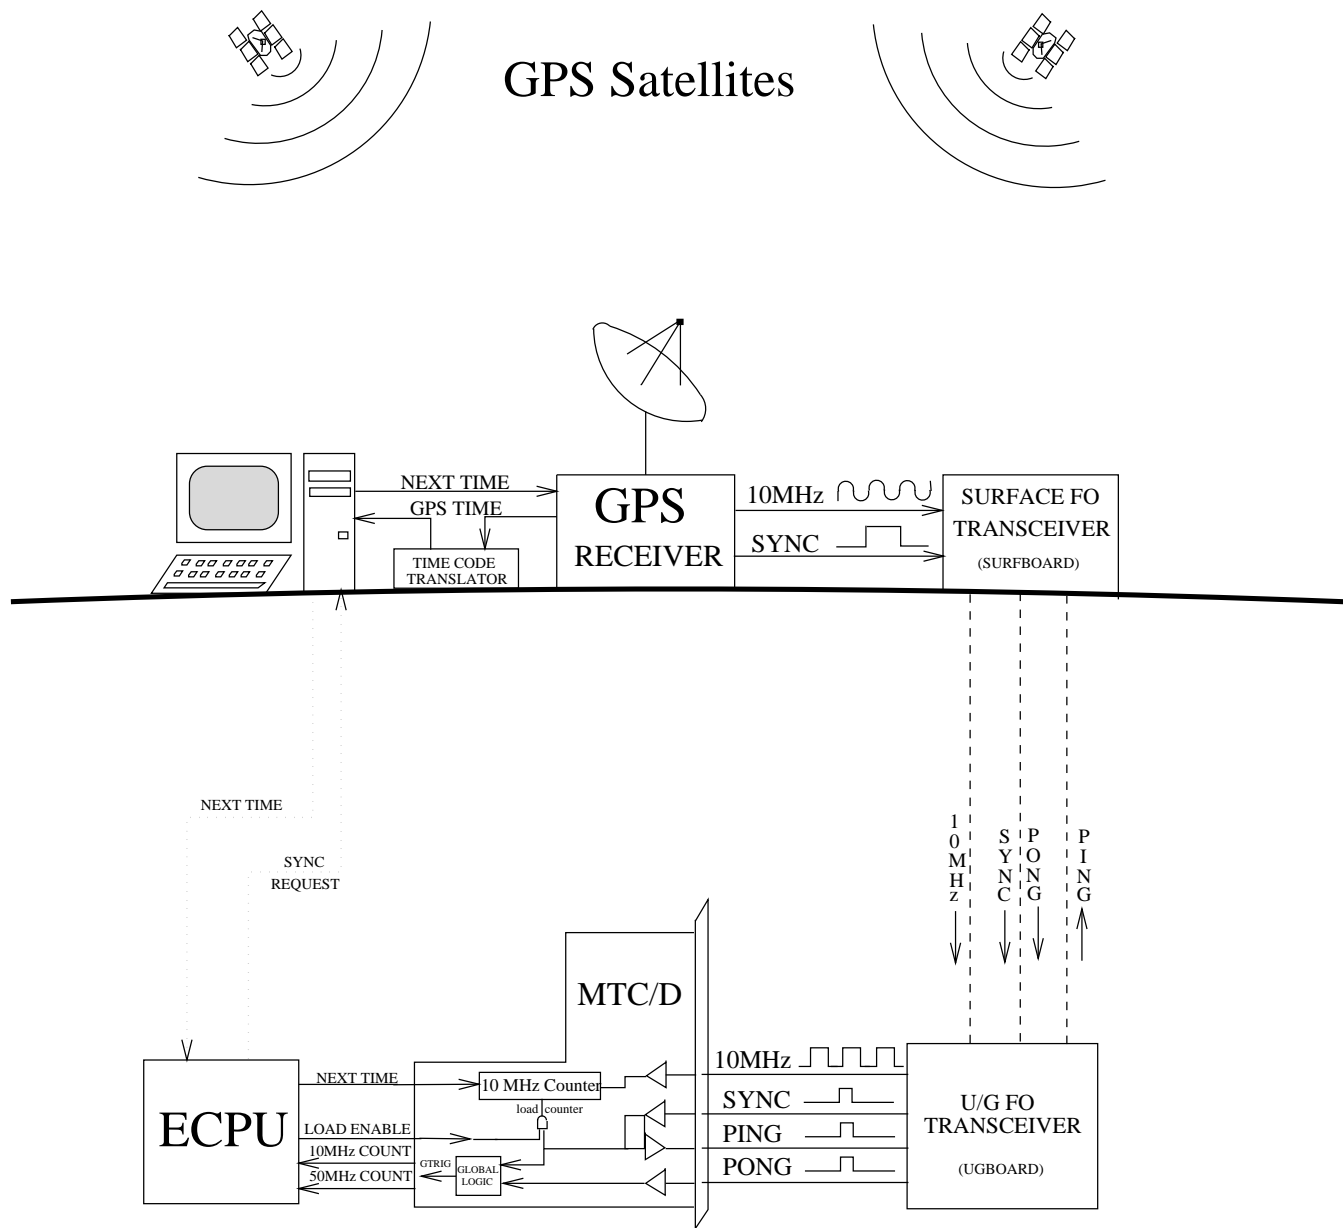 GPS Satellites
NEXT TIME
GPS TIME
TIME CODE
TRANSLATOR
GPS
RECEIVER
10MHz
SYNC
SURFACE FO
TRANSCEIVER
(SURFBOARD)
NEXT TIME
SYNC
REQUEST
10MHz
SYNC
PONG
PING
MTC/D
ECPU
NEXT TIME
LOAD ENABLE
10MHz COUNT
50MHz COUNT
10 MHz Counter
load counter
GTRIG
GLOBAL
LOGIC
10MHz
SYNC
PING
PONG
U/G FO
TRANSCEIVER
(UGBOARD)